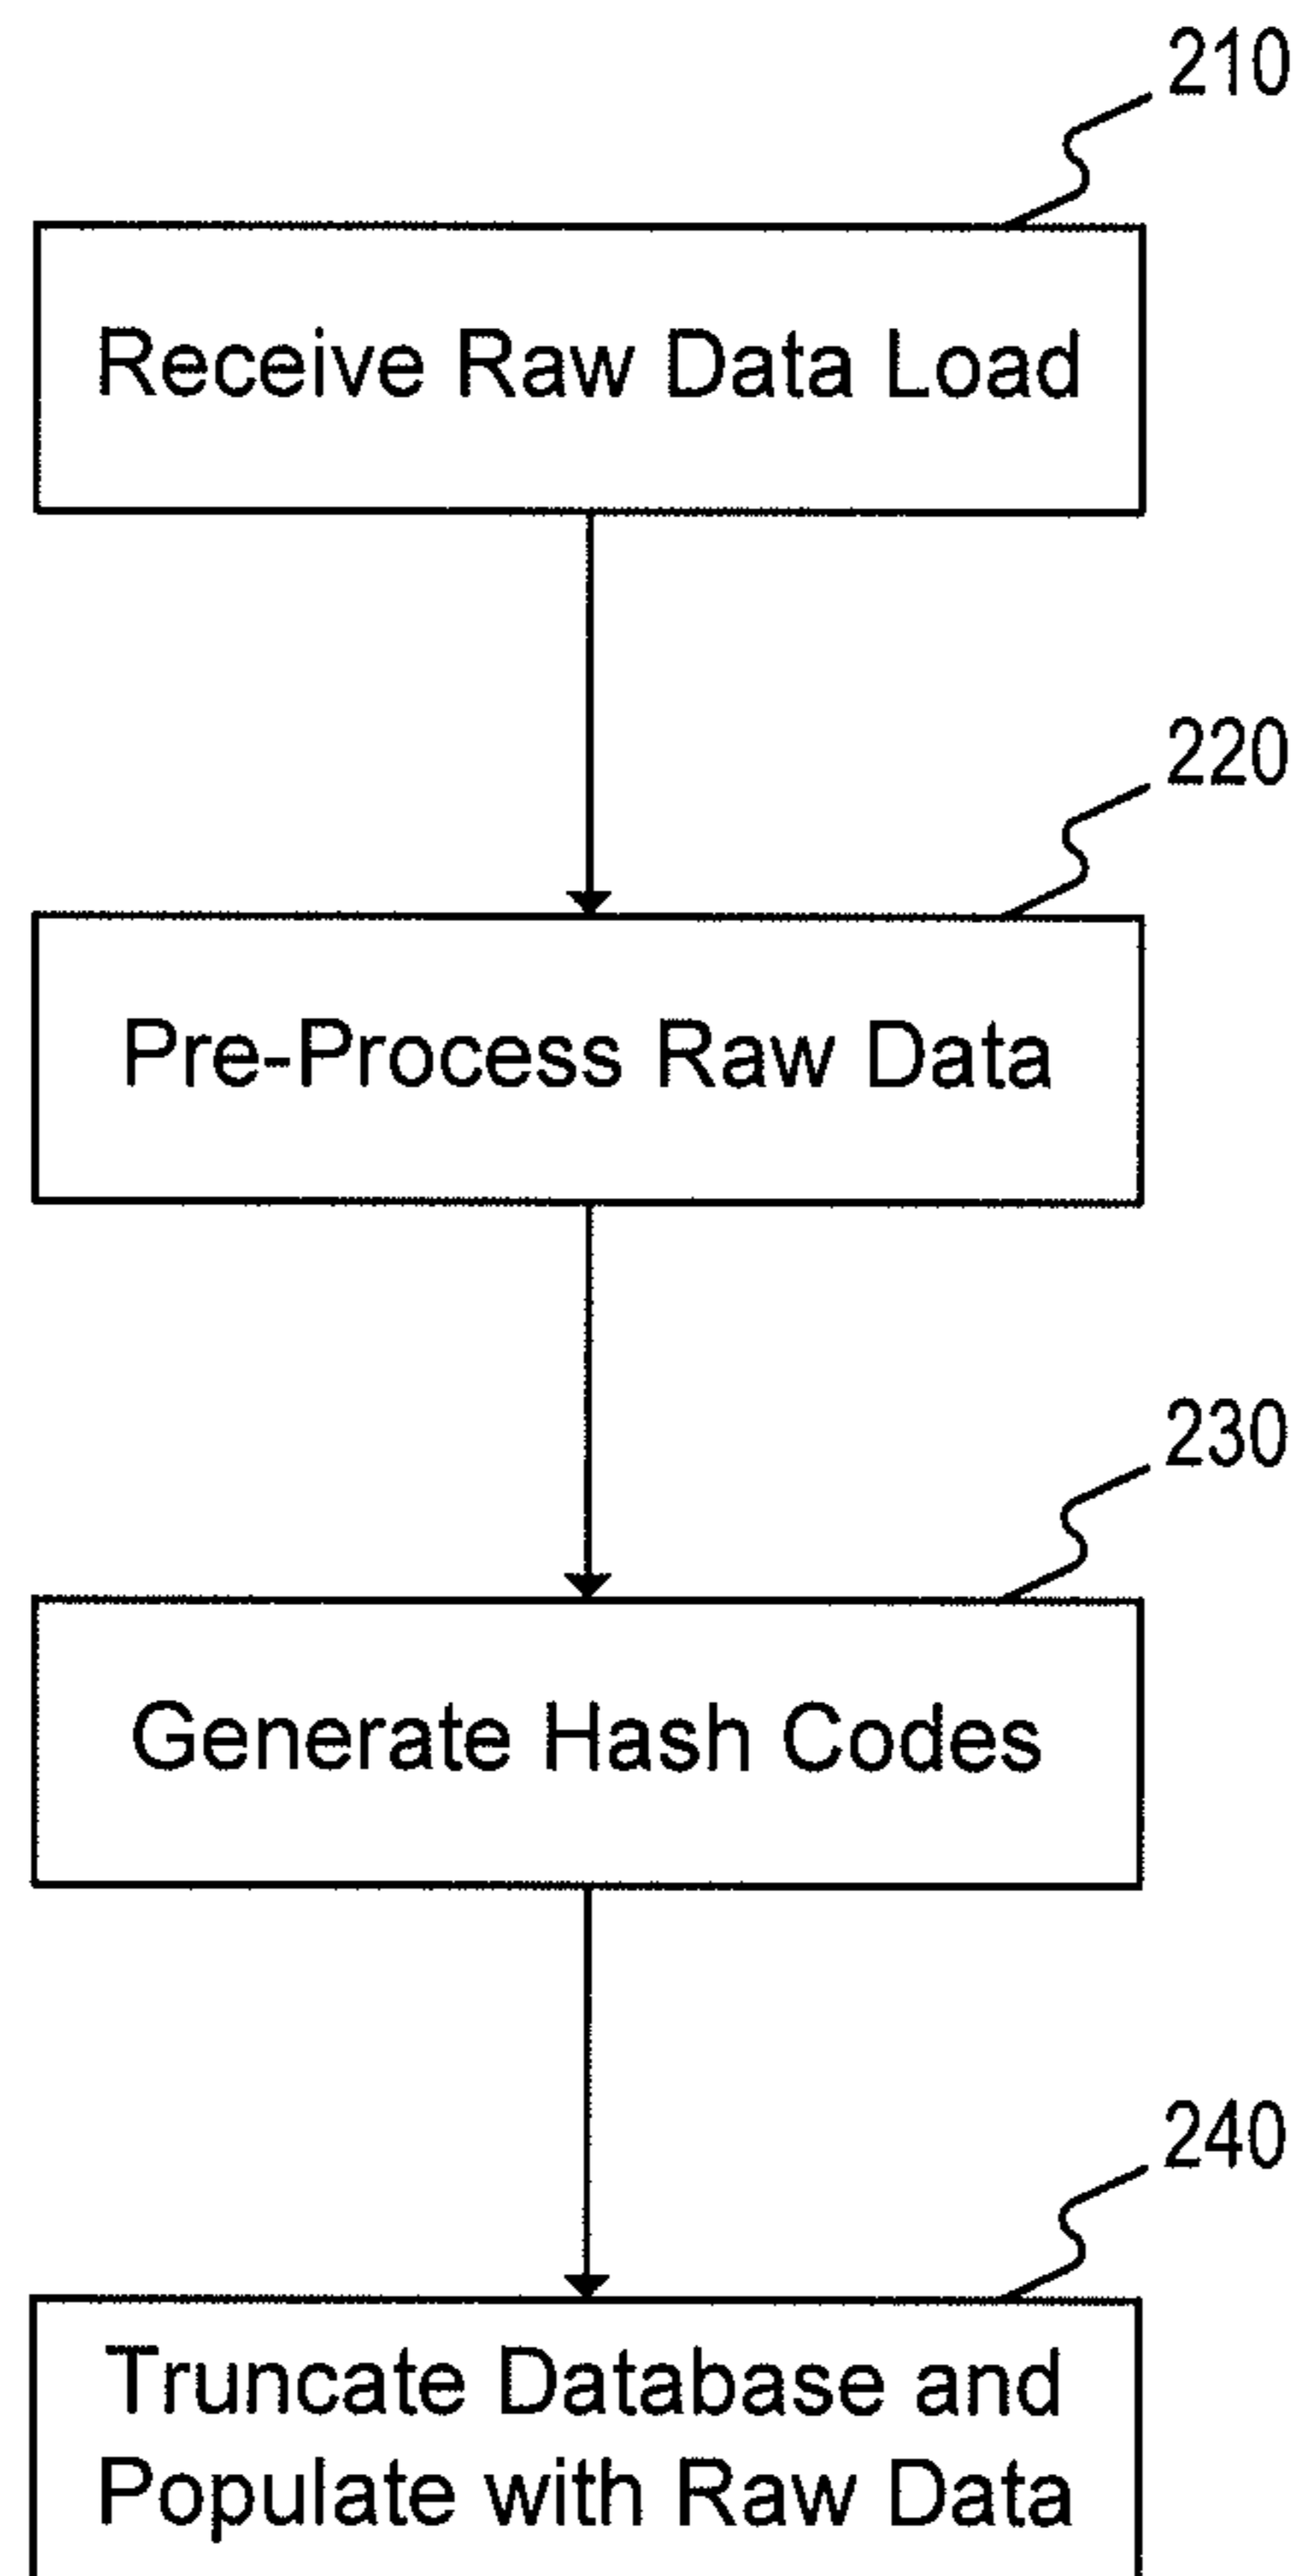 210
Receive Raw Data Load
220
Pre-Process Raw Data
230
Generate Hash Codes
240
Truncate Database and
Populate with Raw Data